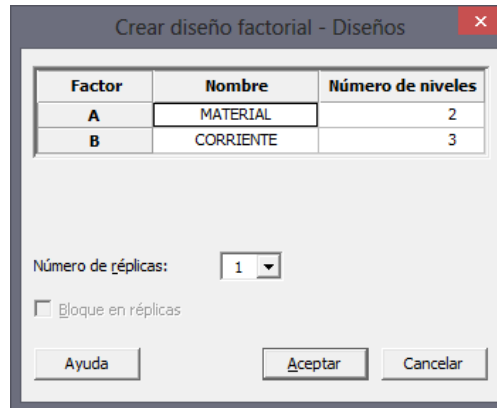 Crear diseño factorial - Diseños
Factor Nombre Número de niveles
A MATERIAL 2
B CORRIENTE 3
Número de réplicas: 1
Bloque en réplicas
Ayuda Aceptar Cancelar